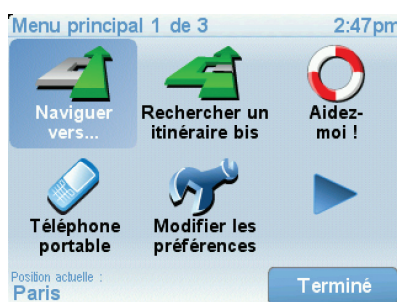 Menu principal 1 de 3 2:47pm
Naviguer
vers...
Rechercher un
itinéraire bis
Aidez-
moi !
Téléphone
portable
Modifier les
préférences
Position actuelle :
Paris
Terminé